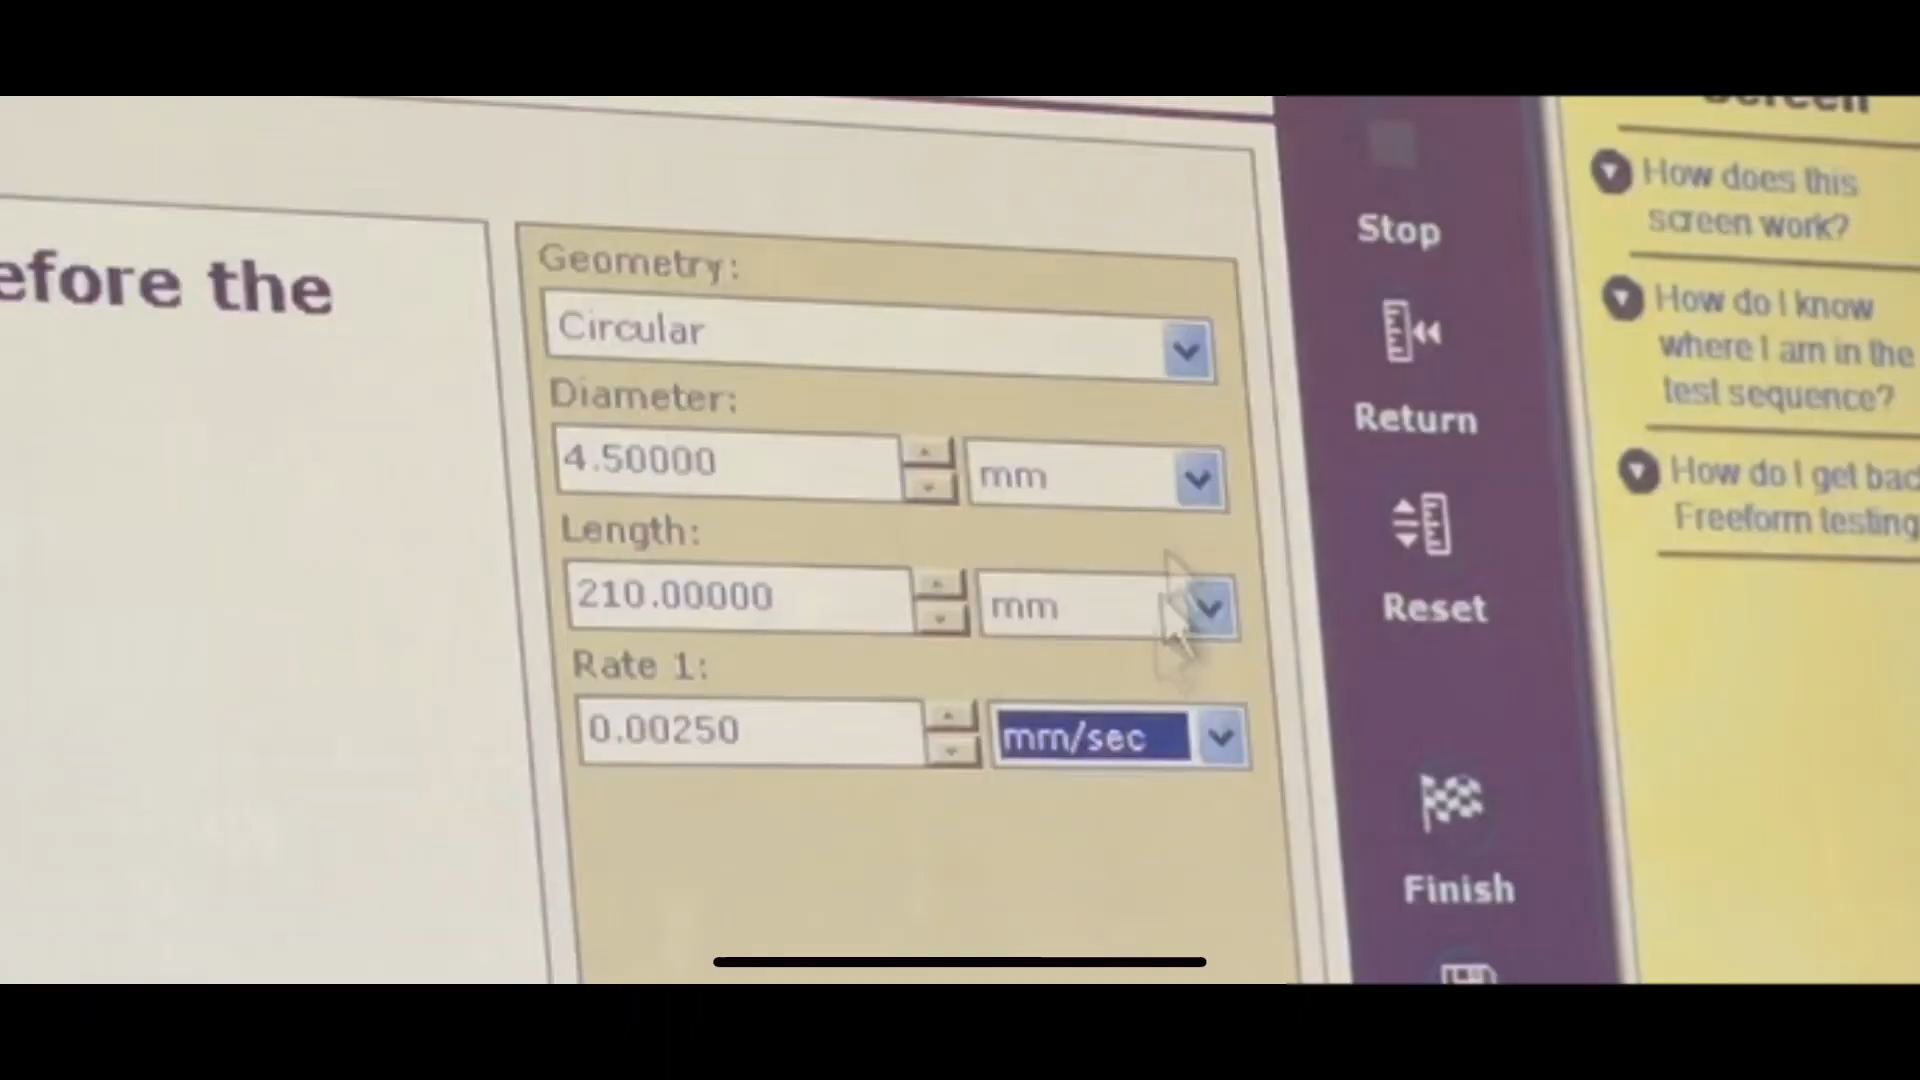 efore the
Geometry:
Circular
Diameter:
4.50000
mm
Length:
210.00000
mm
Rate 1:
0.00250
mm/sec
Stop
Return
Reset
Finish
Screen
How does this
screen work?
How do I know
where I am in the
test sequence?
How do I get bac
Freeform testing